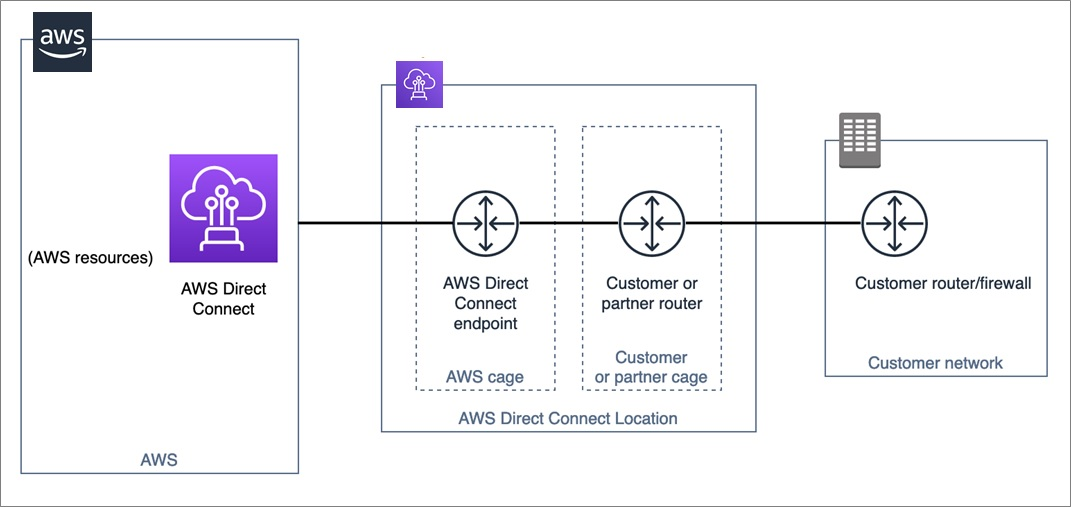 aws
(AWS resources)
AWS Direct
Connect
AWS
AWS Direct
Connect
endpoint
AWS cage
Customer or
partner router
Customer
or partner cage
AWS Direct Connect Location
Customer router/firewall
Customer network